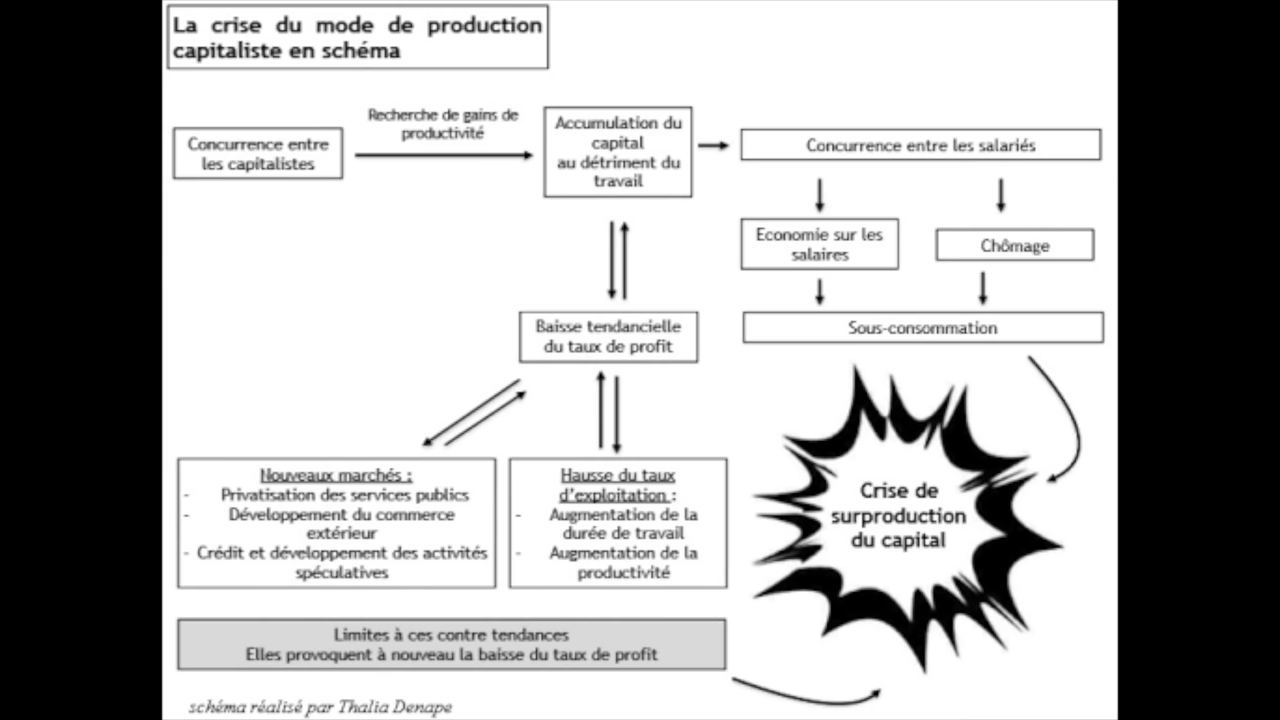 La crise du mode de production
capitaliste en schéma
Recherche de gains de
productivité
Concurrence entre
les capitalistes
Accumulation du
capital
au détriment du
travail
Concurrence entre les salariés
Economie sur les
salaires
Chômage
Baisse tendancielle
du taux de profit
Sous-consommation
Nouveaux marchés :
- Privatisation des services publics
- Développement du commerce
extérieur
- Crédit et développement des activités
spéculatives
Hausse du taux
d'exploitation :
- Augmentation de la
durée de travail
- Augmentation de la
productivité
Crise de
surproduction
du capital
Limites à ces contre tendances
Elles provoquent à nouveau la baisse du taux de profit
schéma réalisé par Thalia Denape